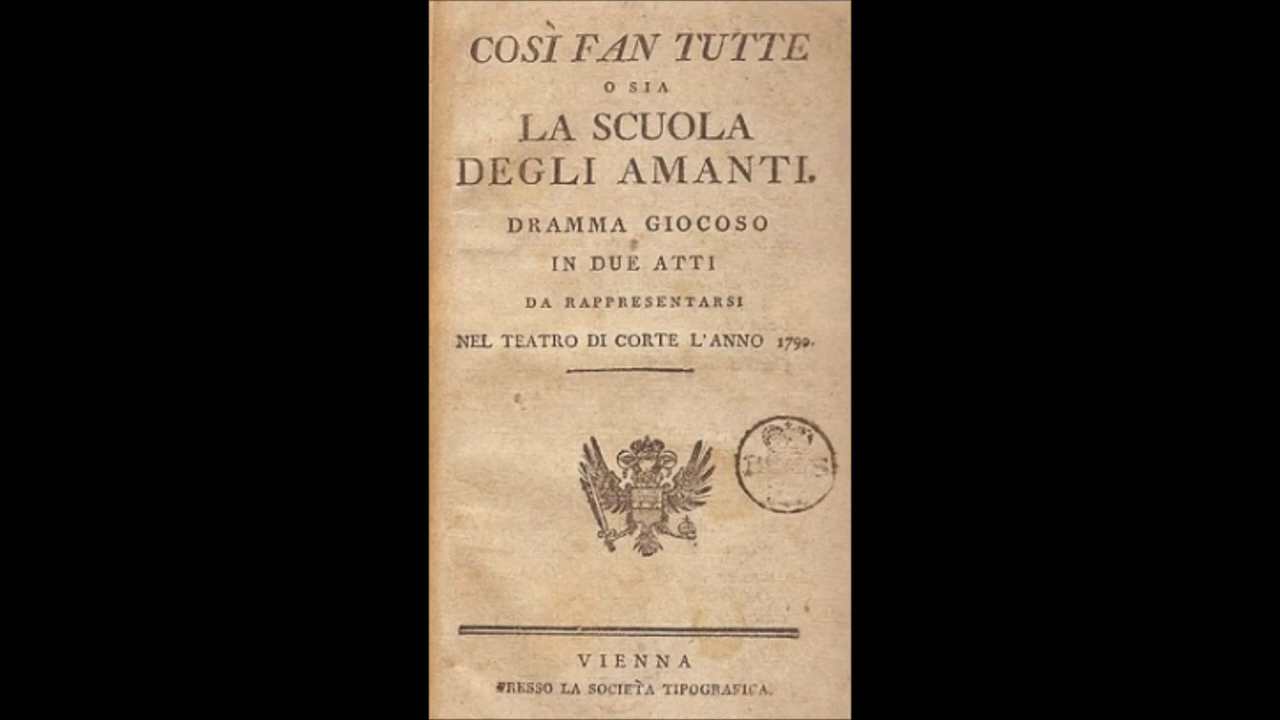 COSÌ FAN TUTTE
O SIA
LA SCUOLA
DEGLI AMANTI.
DRAMMA GIOCOSO
IN DUE ATTI
DA RAPPRESENTARSI
NEL TEATRO DI CORTE L'ANNO 1790.
VIENNA
PRESSO LA SOCIETÀ TIPOGRAFICA.